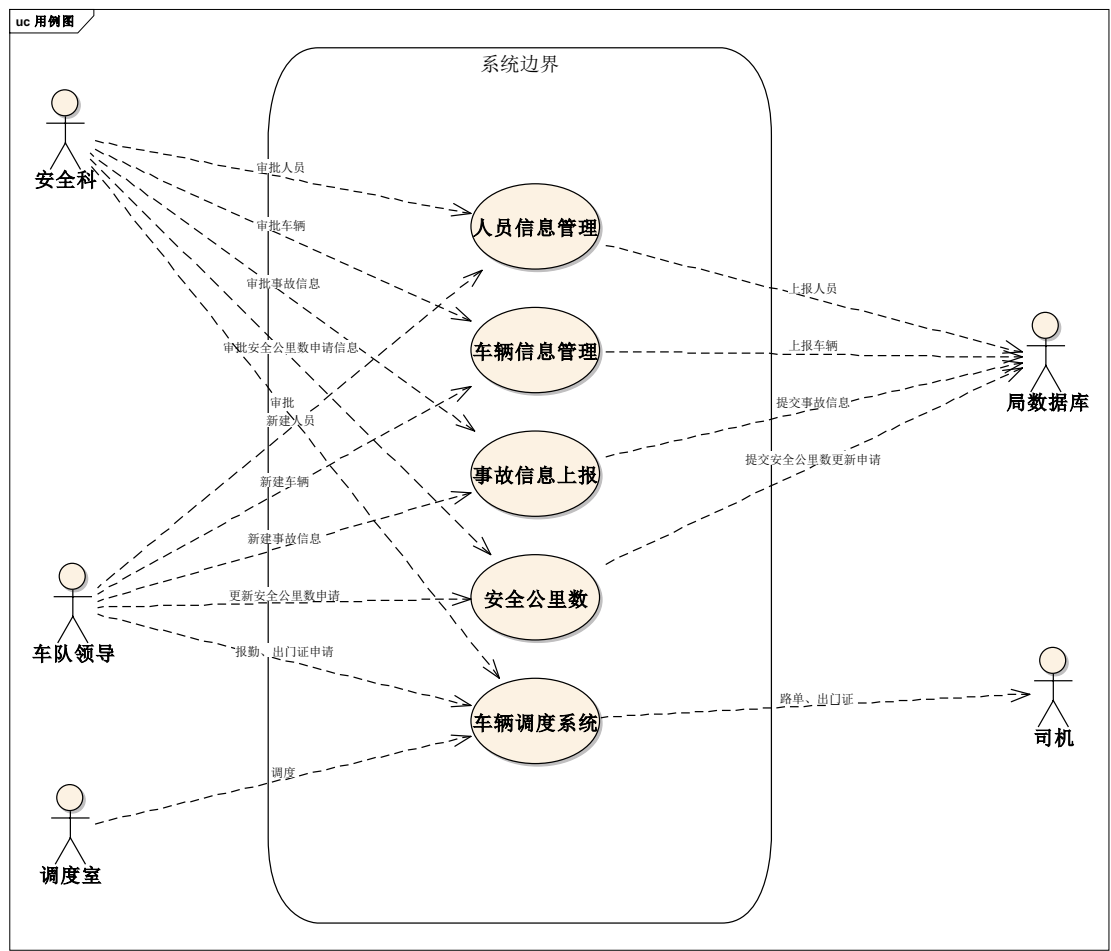 uc 用例图
系统边界
安全科
审批人员
人员信息管理
审批车辆
审批事故信息
上报人员
审批安全公里数申请信息
车辆信息管理
上报车辆
局数据库
审批
新建人员
提交事故信息
新建车辆
事故信息上报
提交安全公里数更新申请
新建事故信息
更新安全公里数申请
安全公里数
车队领导
报勤、出门证申请
路单、出门证
车辆调度系统
司机
调度
调度室